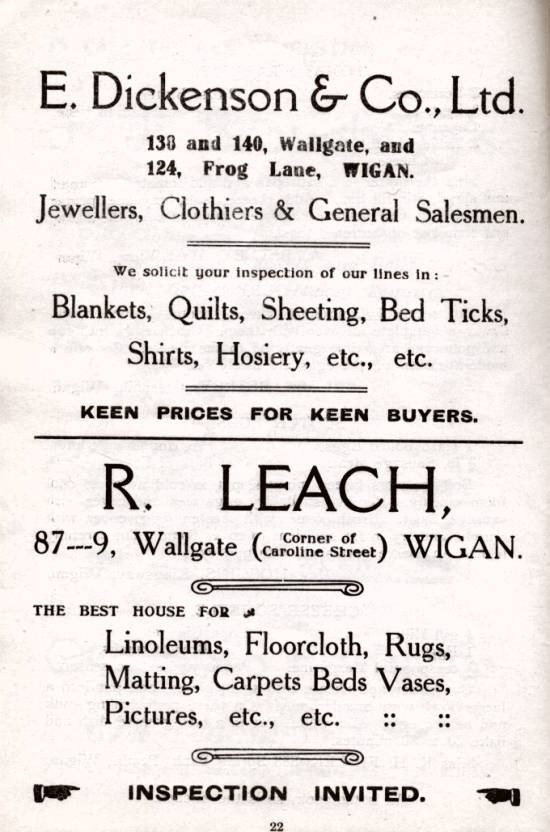 E. Dickenson & Co., Ltd.
138 and 140, Wallgate, and
124, Frog Lane, WIGAN.
Jewellers, Clothiers & General Salesmen.
We solicit your inspection of our lines in:-
Blankets, Quilts, Sheeting, Bed Ticks,
Shirts, Hosiery, etc., etc.
KEEN PRICES FOR KEEN BUYERS.
R. LEACH,
87---9, Wallgate (Corner of Caroline Street) WIGAN.
THE BEST HOUSE FOR
Linoleums, Floorcloth, Rugs,
Matting, Carpets Beds Vases,
Pictures, etc., etc. :: ::
INSPECTION INVITED.
22